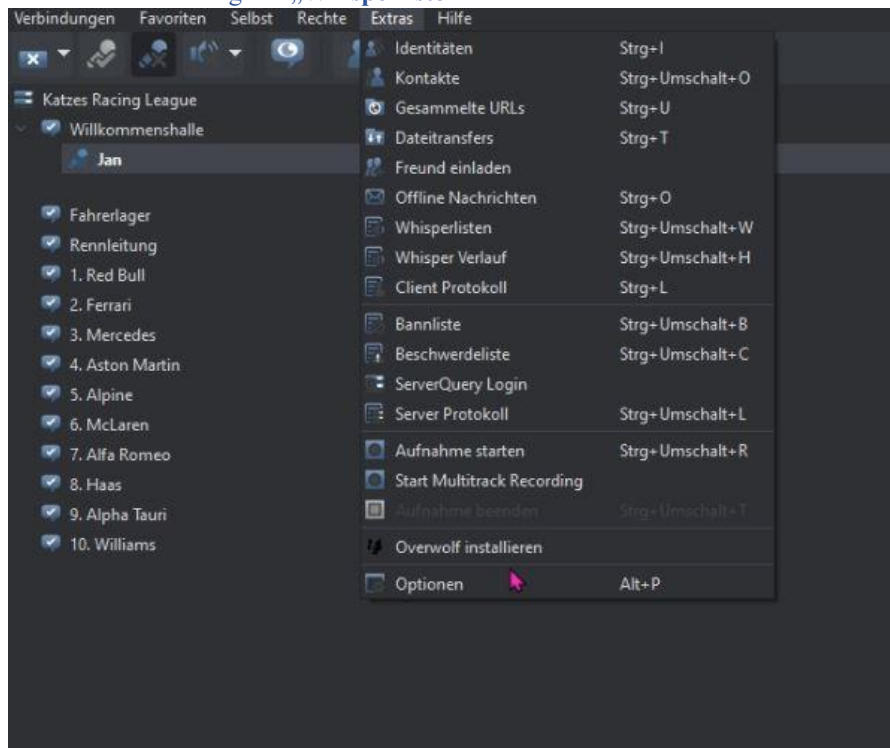 Verbindungen Favoriten Selbst Rechte Extras Hilfe
Katzes Racing League
Willkommenshalle
Jan
Fahrerlager
Rennleitung
1. Red Bull
2. Ferrari
3. Mercedes
4. Aston Martin
5. Alpine
6. McLaren
7. Alfa Romeo
8. Haas
9. Alpha Tauri
10. Williams
Identitäten Strg+I
Kontakte Strg+Umschalt+O
Gesammelte URLs Strg+U
Dateitransfers Strg+T
Freund einladen
Offline Nachrichten Strg+O
Whisperlisten Strg+Umschalt+W
Whisper Verlauf Strg+Umschalt+H
Client Protokoll Strg+L
Bannliste Strg+Umschalt+B
Beschwerdeliste Strg+Umschalt+C
ServerQuery Login
Server Protokoll Strg+Umschalt+L
Aufnahme starten Strg+Umschalt+R
Start Multitrack Recording
Aufnahme beenden Strg+Umschalt+T
Overwolf installieren
Optionen Alt+P